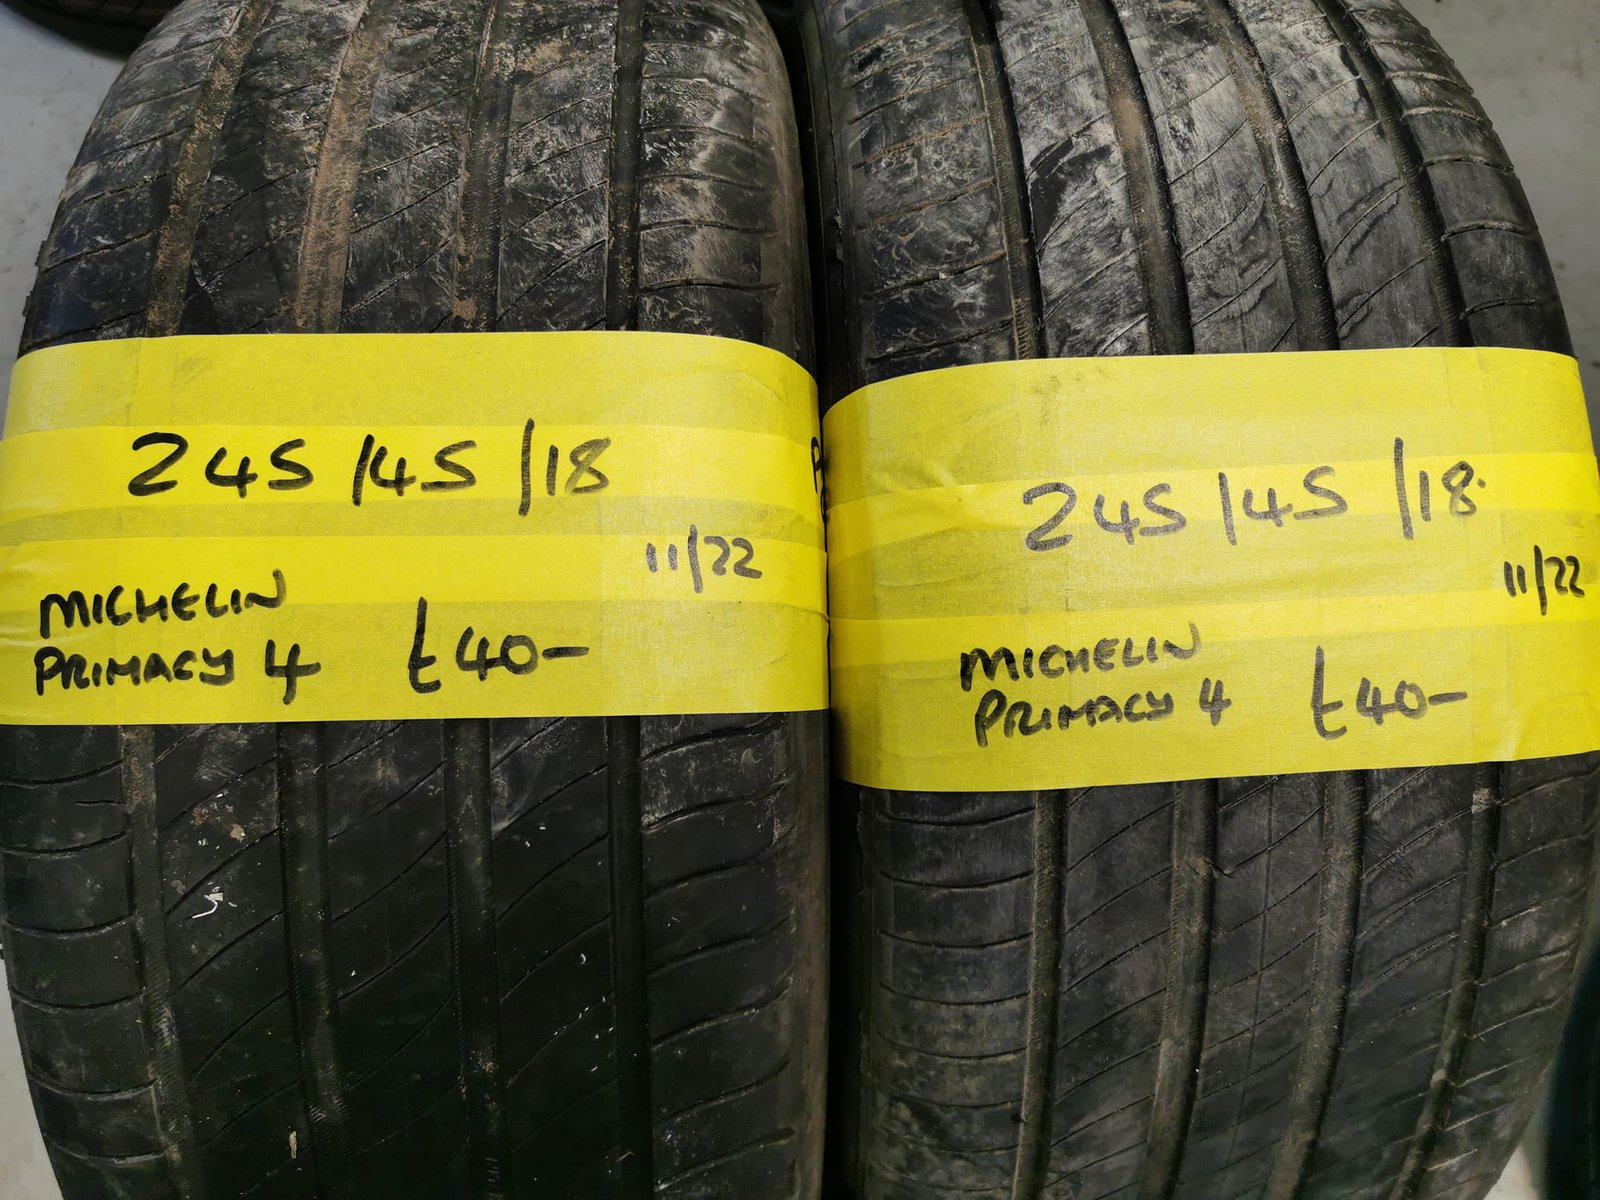 245/45/18
11/22
MICHELIN
PRIMACY 4 £40-
245/45/18
11/22
MICHELIN
PRIMACY 4 £40-